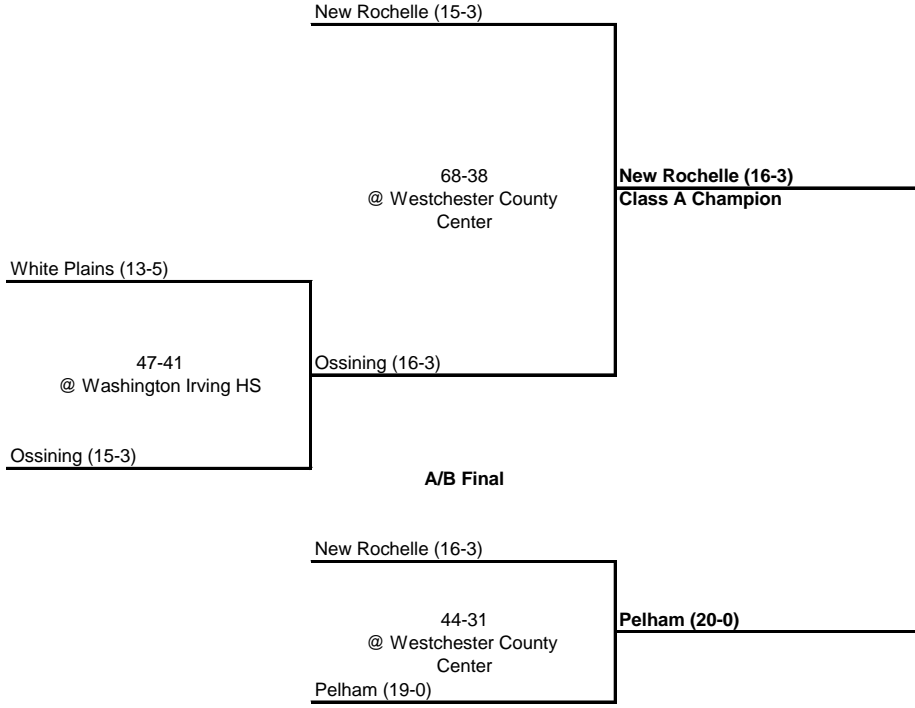 New Rochelle (15-3)
68-38
@ Westchester County
Center
New Rochelle (16-3)
Class A Champion
White Plains (13-5)
47-41
@ Washington Irving HS
Ossining (16-3)
Ossining (15-3)
A/B Final
New Rochelle (16-3)
44-31
@ Westchester County
Center
Pelham (20-0)
Pelham (19-0)